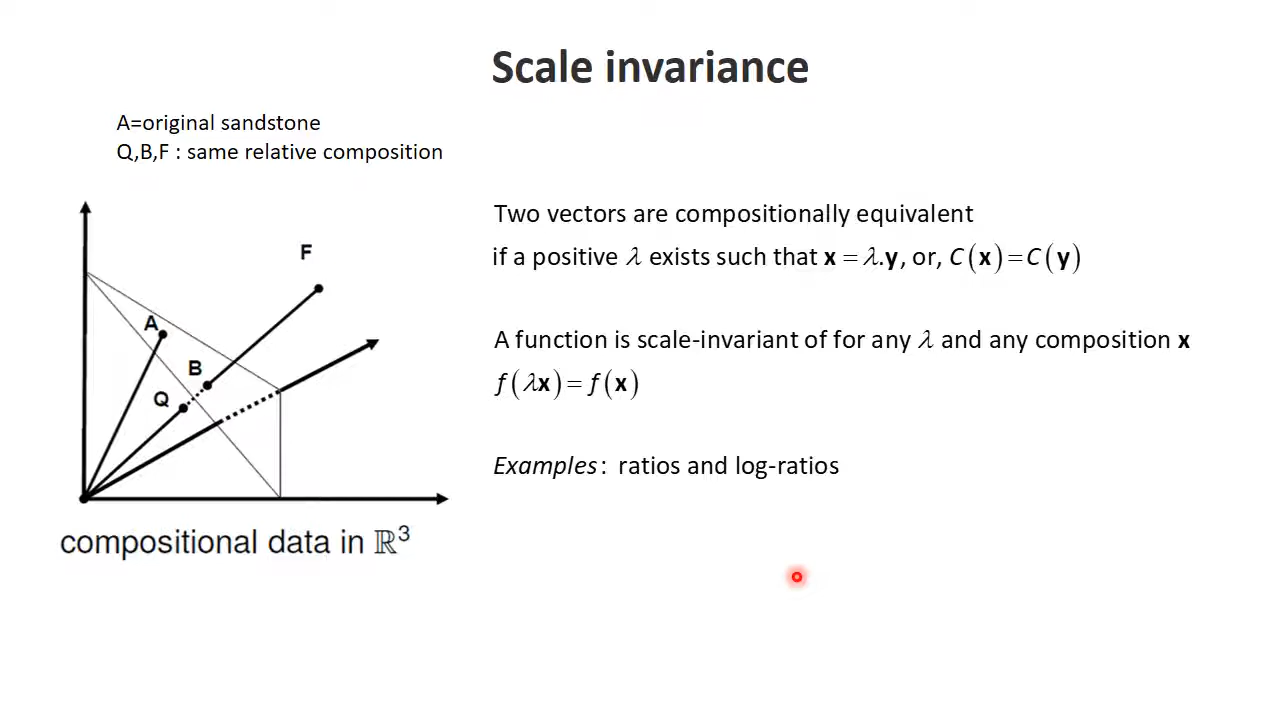 Scale invariance
A=original sandstone
Q,B,F : same relative composition
Two vectors are compositionally equivalent
if a positive λ exists such that x = λ.y, or, C(x)=C(y)
A function is scale-invariant of for any λ and any composition x
f(λx)= f(x)
Examples: ratios and log-ratios
F
A
B
Q
compositional data in ℝ³